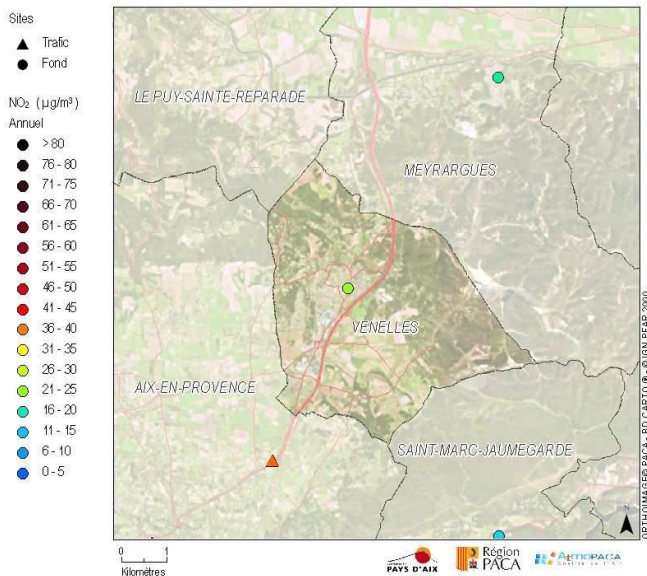 Sites
Trafic
Fond
NO₂ (µg/m³)
Annuel
>80
76 - 80
71 - 75
66 - 70
61 - 65
56 - 60
51 - 55
46 - 50
41 - 45
36 - 40
31 - 35
26 - 30
21 - 25
16 - 20
11 - 15
6 - 10
0 - 5
LE PUY-SAINTE-REPARADE
MEYRARGUES
VENELLES
AIX-EN-PROVENCE
SAINT-MARC-JAUMEGARDE
N
0 1
Kilomètres
PAYS D'AIX
Région
PACA